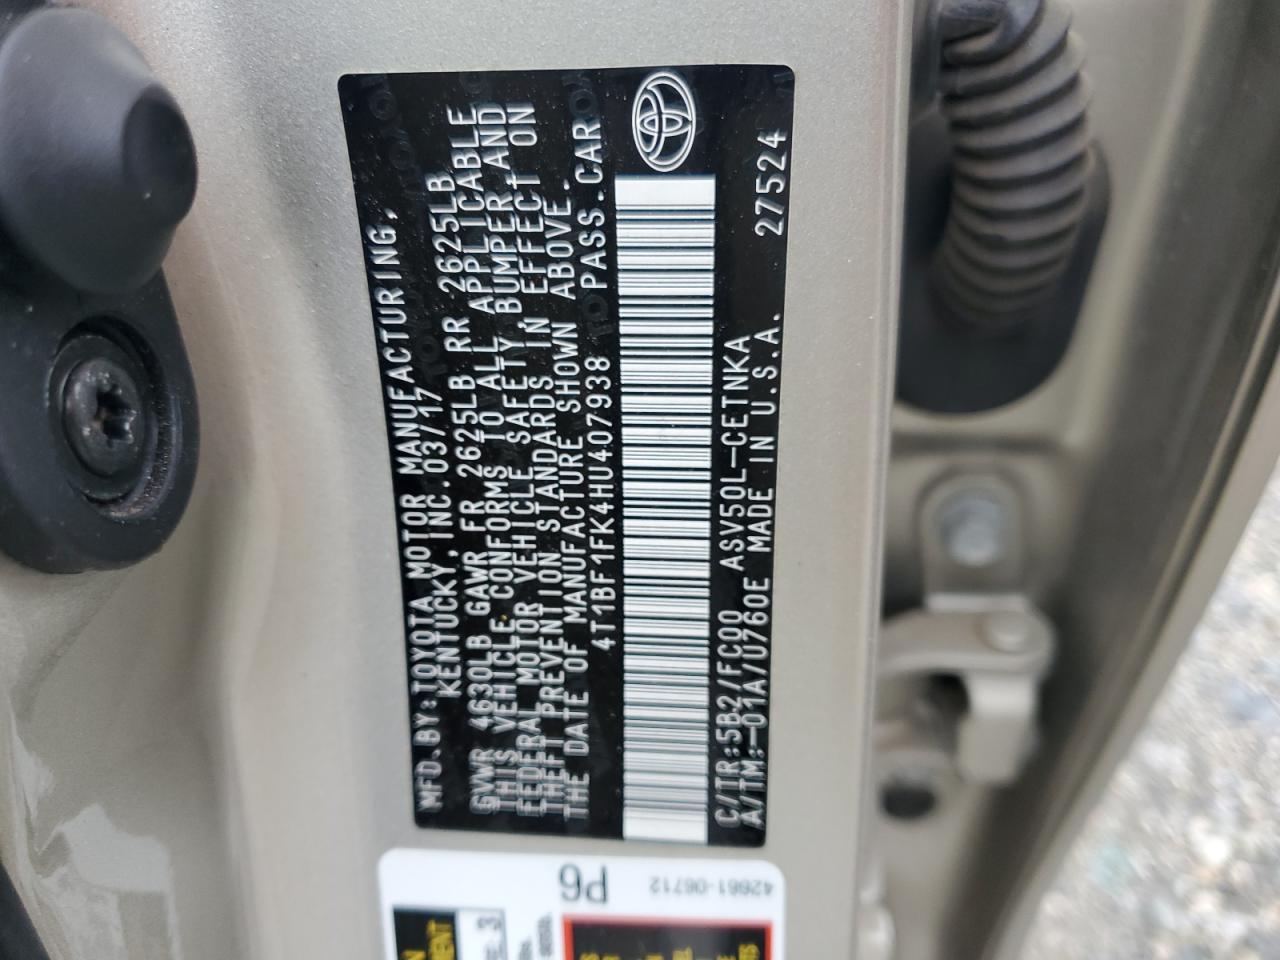 MFD.BY:TOYOTA MOTOR MANUFACTURING,
KENTUCKY,INC.03/17
GVWR 4630LB GAWR FR 2625LB RR 2625LB
THIS VEHICLE CONFORMS TO ALL APPLICABLE
FEDERAL MOTOR VEHICLE SAFETY,BUMPER,AND
THEFT PREVENTION STANDARDS IN EFFECT ON
THE DATE OF MANUFACTURE SHOWN ABOVE.
4T1BF1FK4HU407938 PASS.CAR
C/TR:5B2/FC00 ASV50L-CETNKA
A/TM:-01A/U760E MADE IN U.S.A. 27524
P6
42661-06712
3